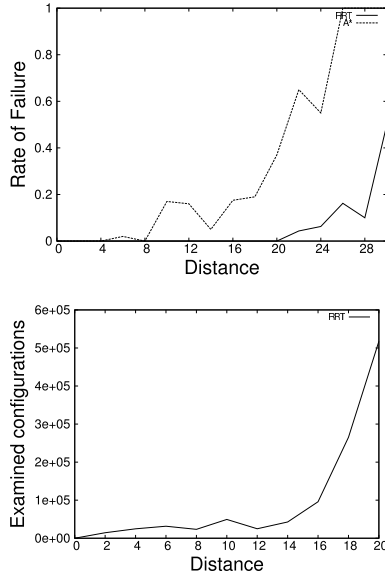 1
RRT
A*
0.8
0.6
0.4
0.2
0
Rate of Failure
0 4 8 12 16 20 24 28
Distance
6e+05
RRT
5e+05
4e+05
3e+05
2e+05
1e+05
0e+00
Examined configurations
0 2 4 6 8 10 12 14 16 18 20
Distance